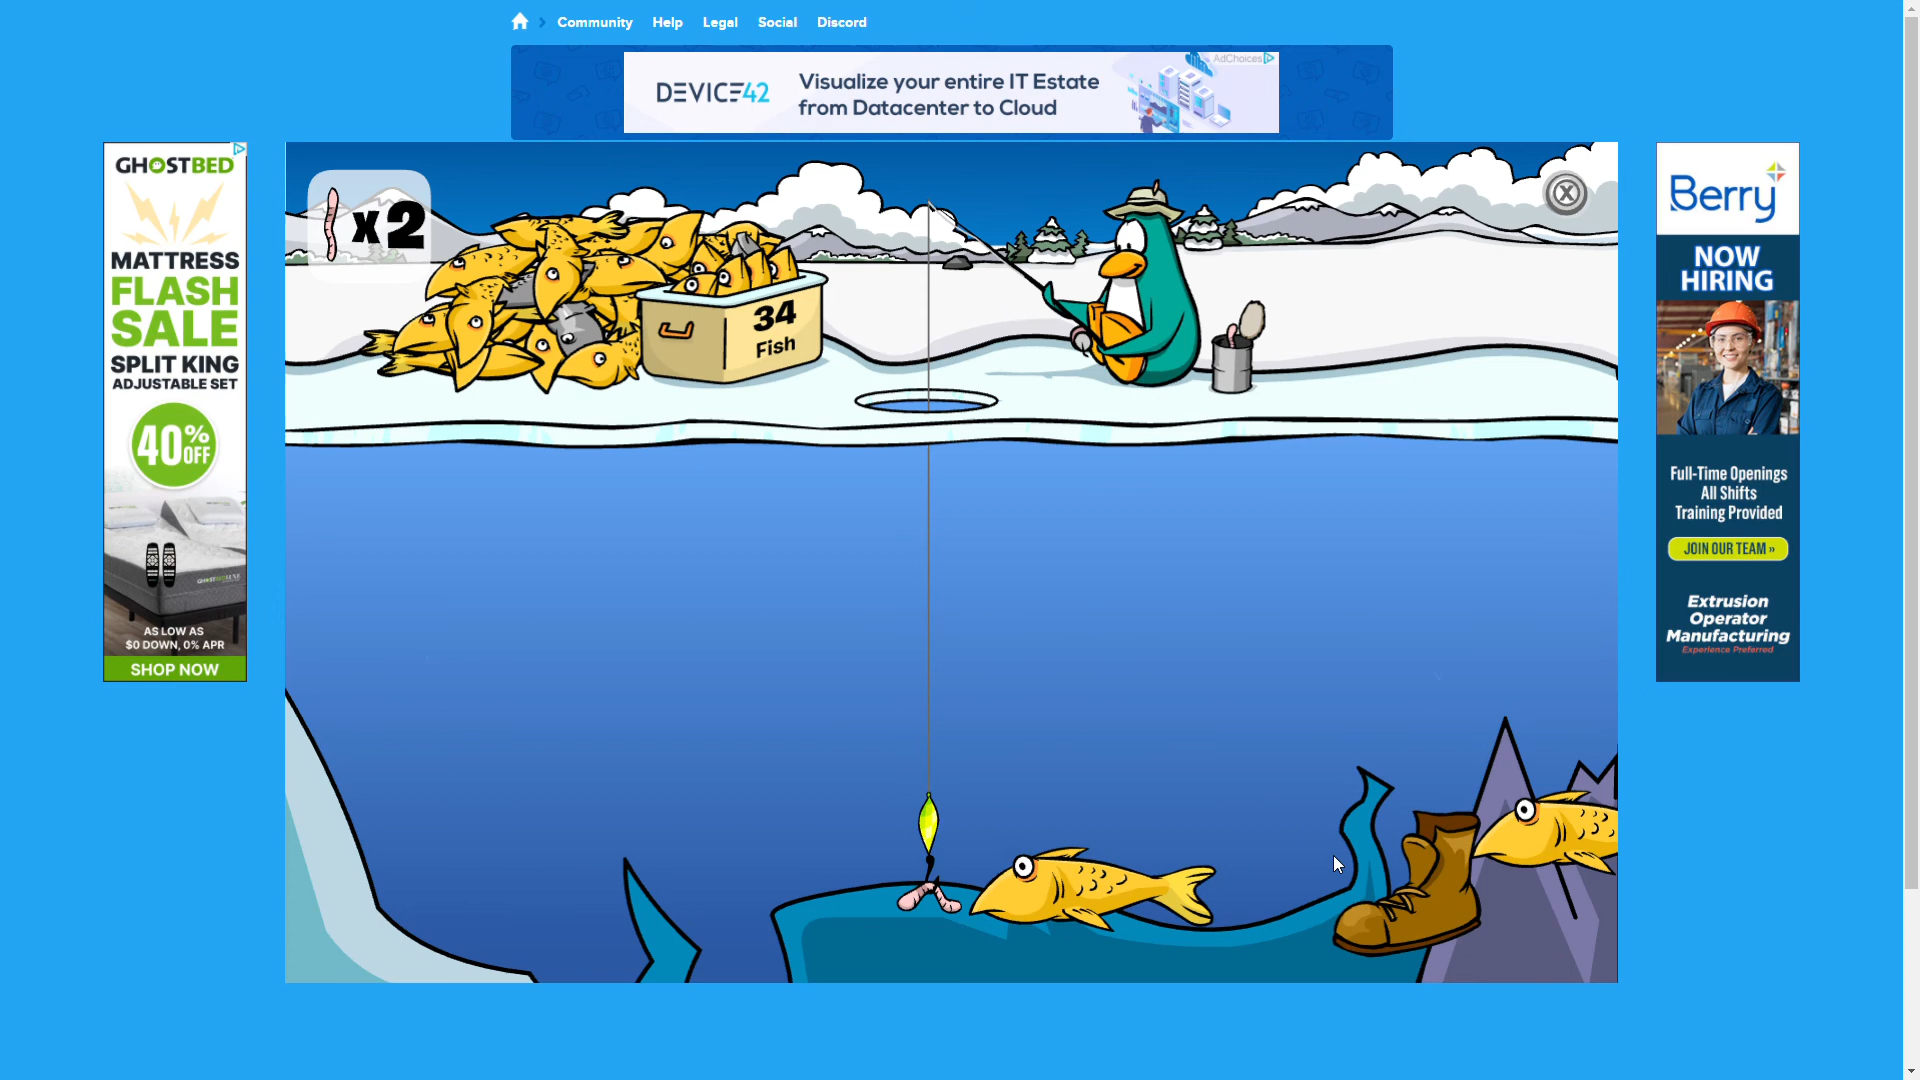 Community Help Legal Social Discord
DEVICE42
Visualize your entire IT Estate
from Datacenter to Cloud
AdChoices
GHOSTBED
MATTRESS
FLASH
SALE
SPLIT KING
ADJUSTABLE SET
40% OFF
AS LOW AS
$0 DOWN, 0% APR
SHOP NOW
x2
34
Fish
X
Berry
NOW
HIRING
Full-Time Openings
All Shifts
Training Provided
JOIN OUR TEAM »
Extrusion
Operator
Manufacturing
Experience Preferred